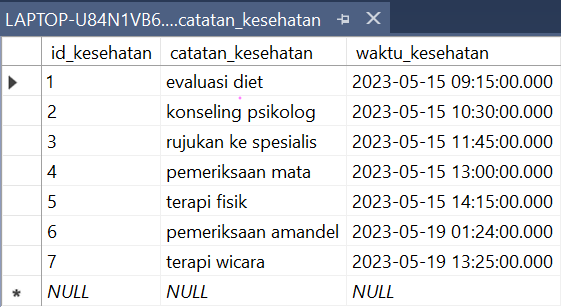 LAPTOP-U84N1VB6....catatan_kesehatan
id_kesehatan catatan_kesehatan waktu_kesehatan
1 evaluasi diet 2023-05-15 09:15:00.000
2 konseling psikolog 2023-05-15 10:30:00.000
3 rujukan ke spesialis 2023-05-15 11:45:00.000
4 pemeriksaan mata 2023-05-15 13:00:00.000
5 terapi fisik 2023-05-15 14:15:00.000
6 pemeriksaan amandel 2023-05-19 01:24:00.000
7 terapi wicara 2023-05-19 13:25:00.000
NULL NULL NULL